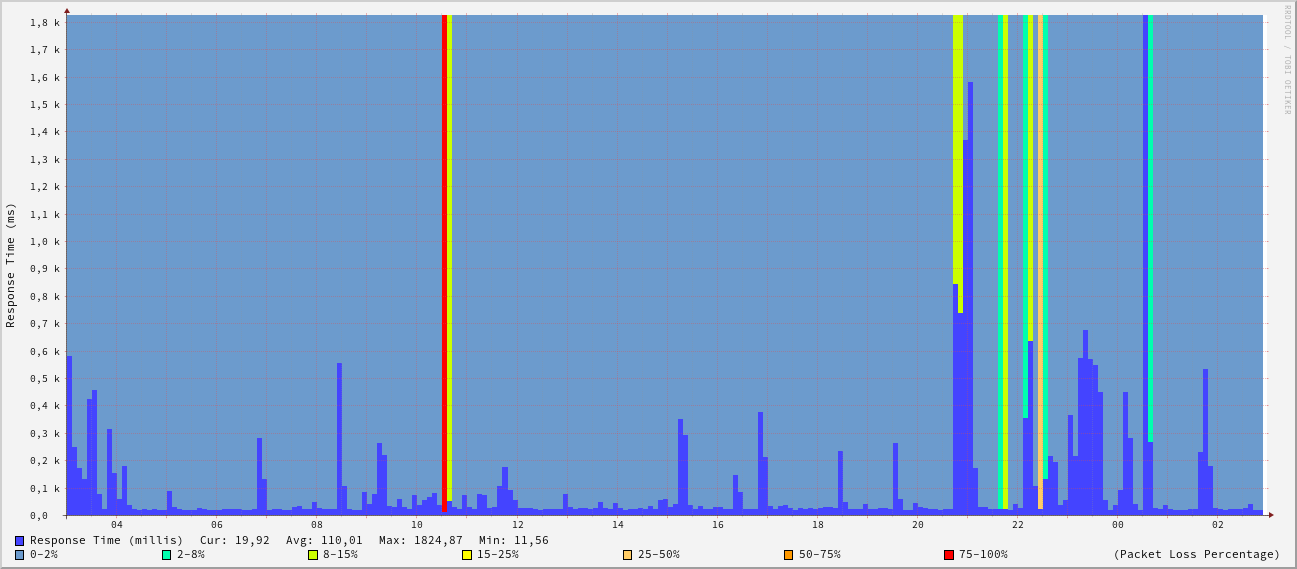 RRDTOOL / TOBI OETIKER
Response Time (ms)
1,8 k
1,7 k
1,6 k
1,5 k
1,4 k
1,3 k
1,2 k
1,1 k
1,0 k
0,9 k
0,8 k
0,7 k
0,6 k
0,5 k
0,4 k
0,3 k
0,2 k
0,1 k
0,0
04 06 08 10 12 14 16 18 20 22 00 02
Response Time (millis) Cur: 19,92 Avg: 110,01 Max: 1824,87 Min: 11,56
0-2% 2-8% 8-15% 15-25% 25-50% 50-75% 75-100% (Packet Loss Percentage)